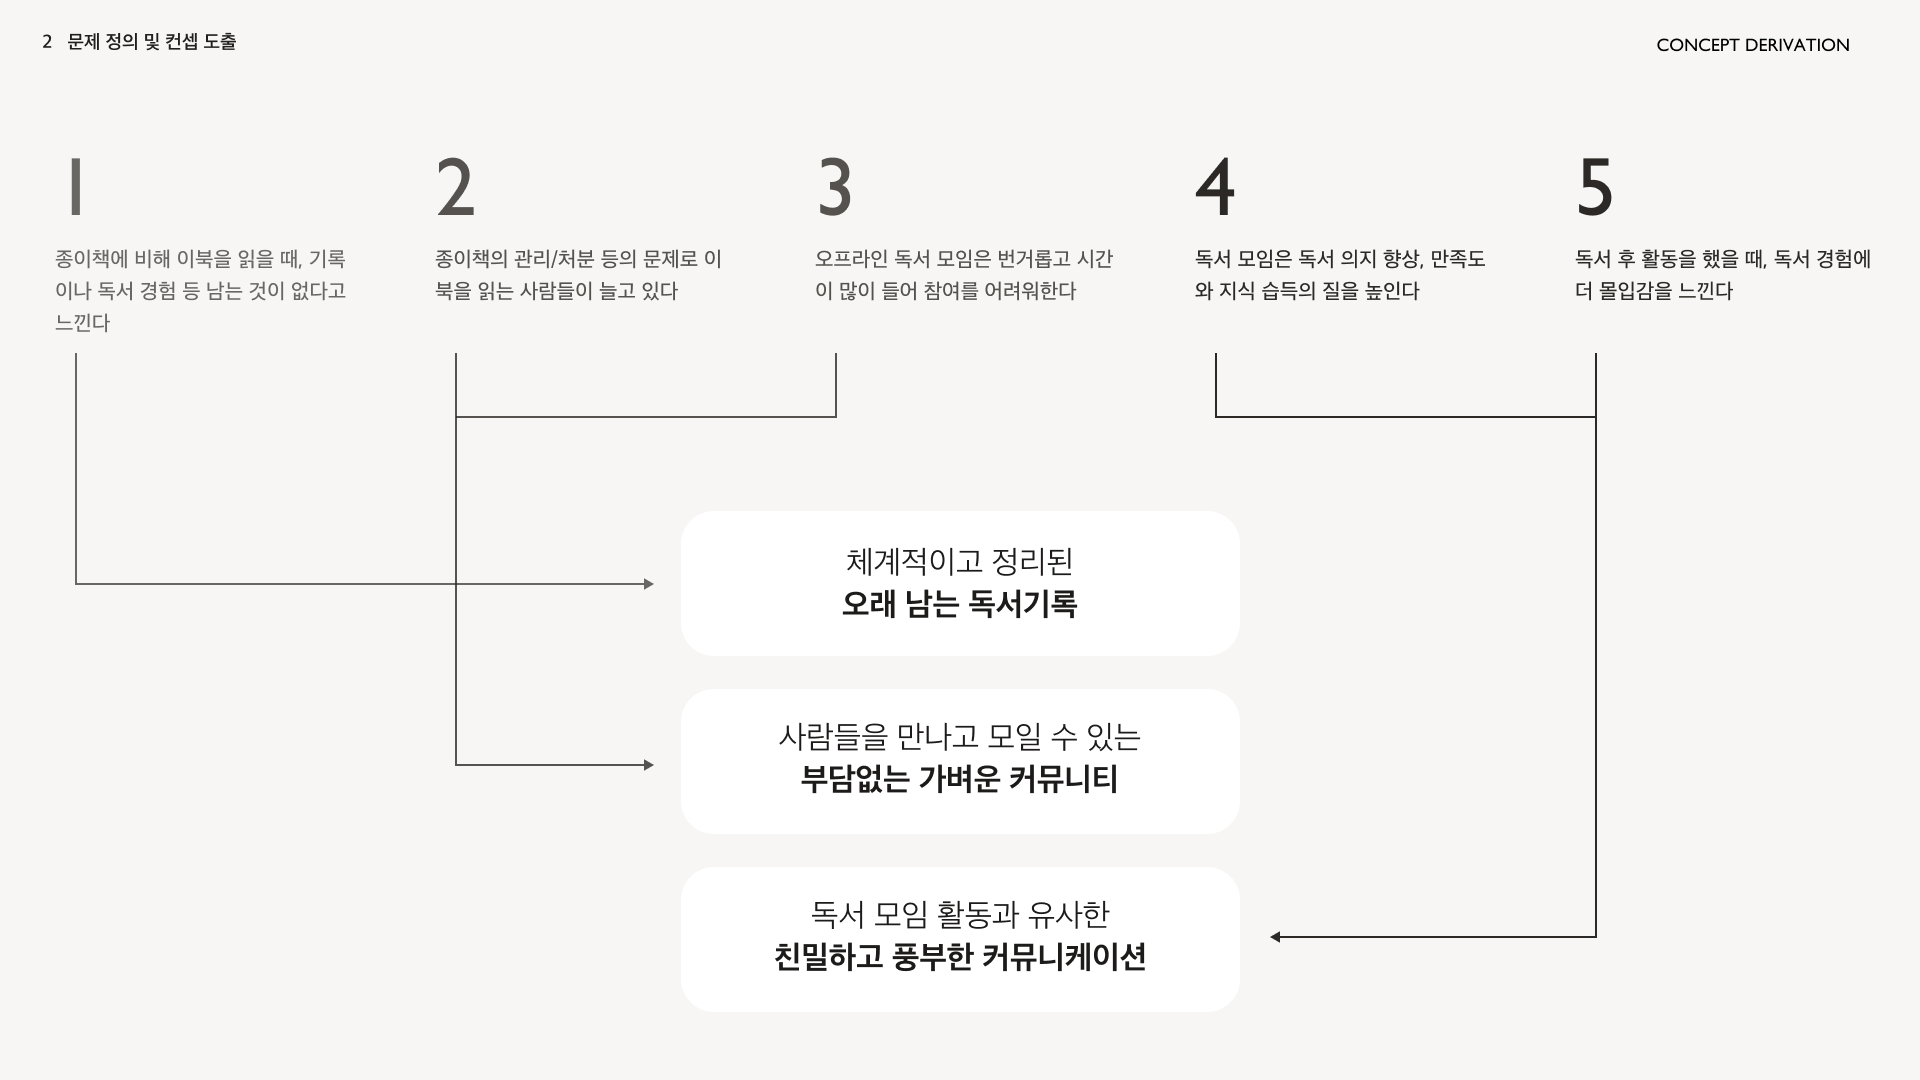 2 문제 정의 및 컨셉 도출
CONCEPT DERIVATION
1
종이책에 비해 이북을 읽을 때, 기록
이나 독서 경험 등 남는 것이 없다고
느낀다
2
종이책의 관리/처분 등의 문제로 이
북을 읽는 사람들이 늘고 있다
3
오프라인 독서 모임은 번거롭고 시간
이 많이 들어 참여를 어려워한다
4
독서 모임은 독서 의지 향상, 만족도
와 지식 습득의 질을 높인다
5
독서 후 활동을 했을 때, 독서 경험에
더 몰입감을 느낀다
체계적이고 정리된
오래 남는 독서기록
사람들을 만나고 모일 수 있는
부담없는 가벼운 커뮤니티
독서 모임 활동과 유사한
친밀하고 풍부한 커뮤니케이션